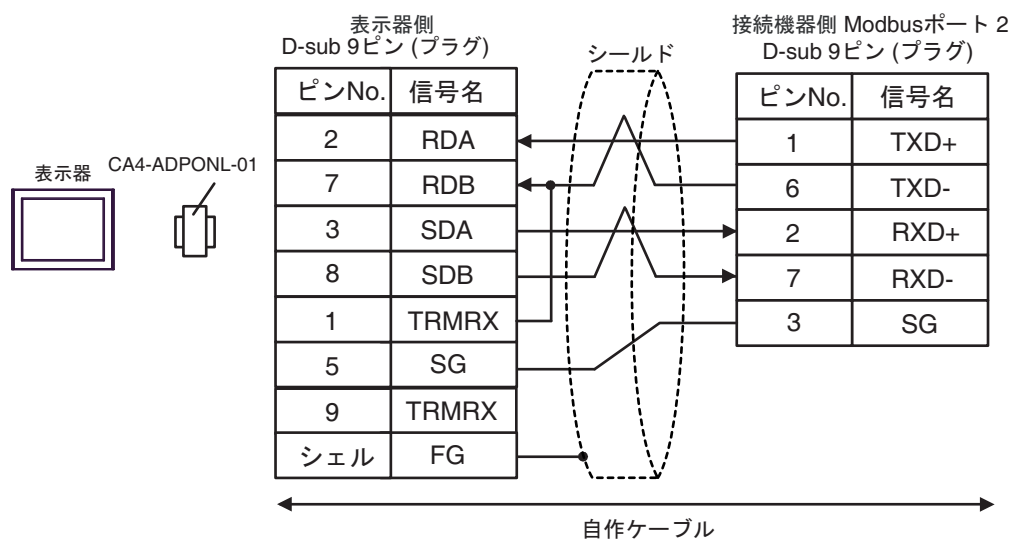 表示器側
D-sub 9ピン (プラグ)
シールド
接続機器側 Modbusポート 2
D-sub 9ピン (プラグ)
表示器
CA4-ADPONL-01
ピンNo. 信号名
2 RDA
7 RDB
3 SDA
8 SDB
1 TRMRX
5 SG
9 TRMRX
シェル FG
ピンNo. 信号名
1 TXD+
6 TXD-
2 RXD+
7 RXD-
3 SG
自作ケーブル